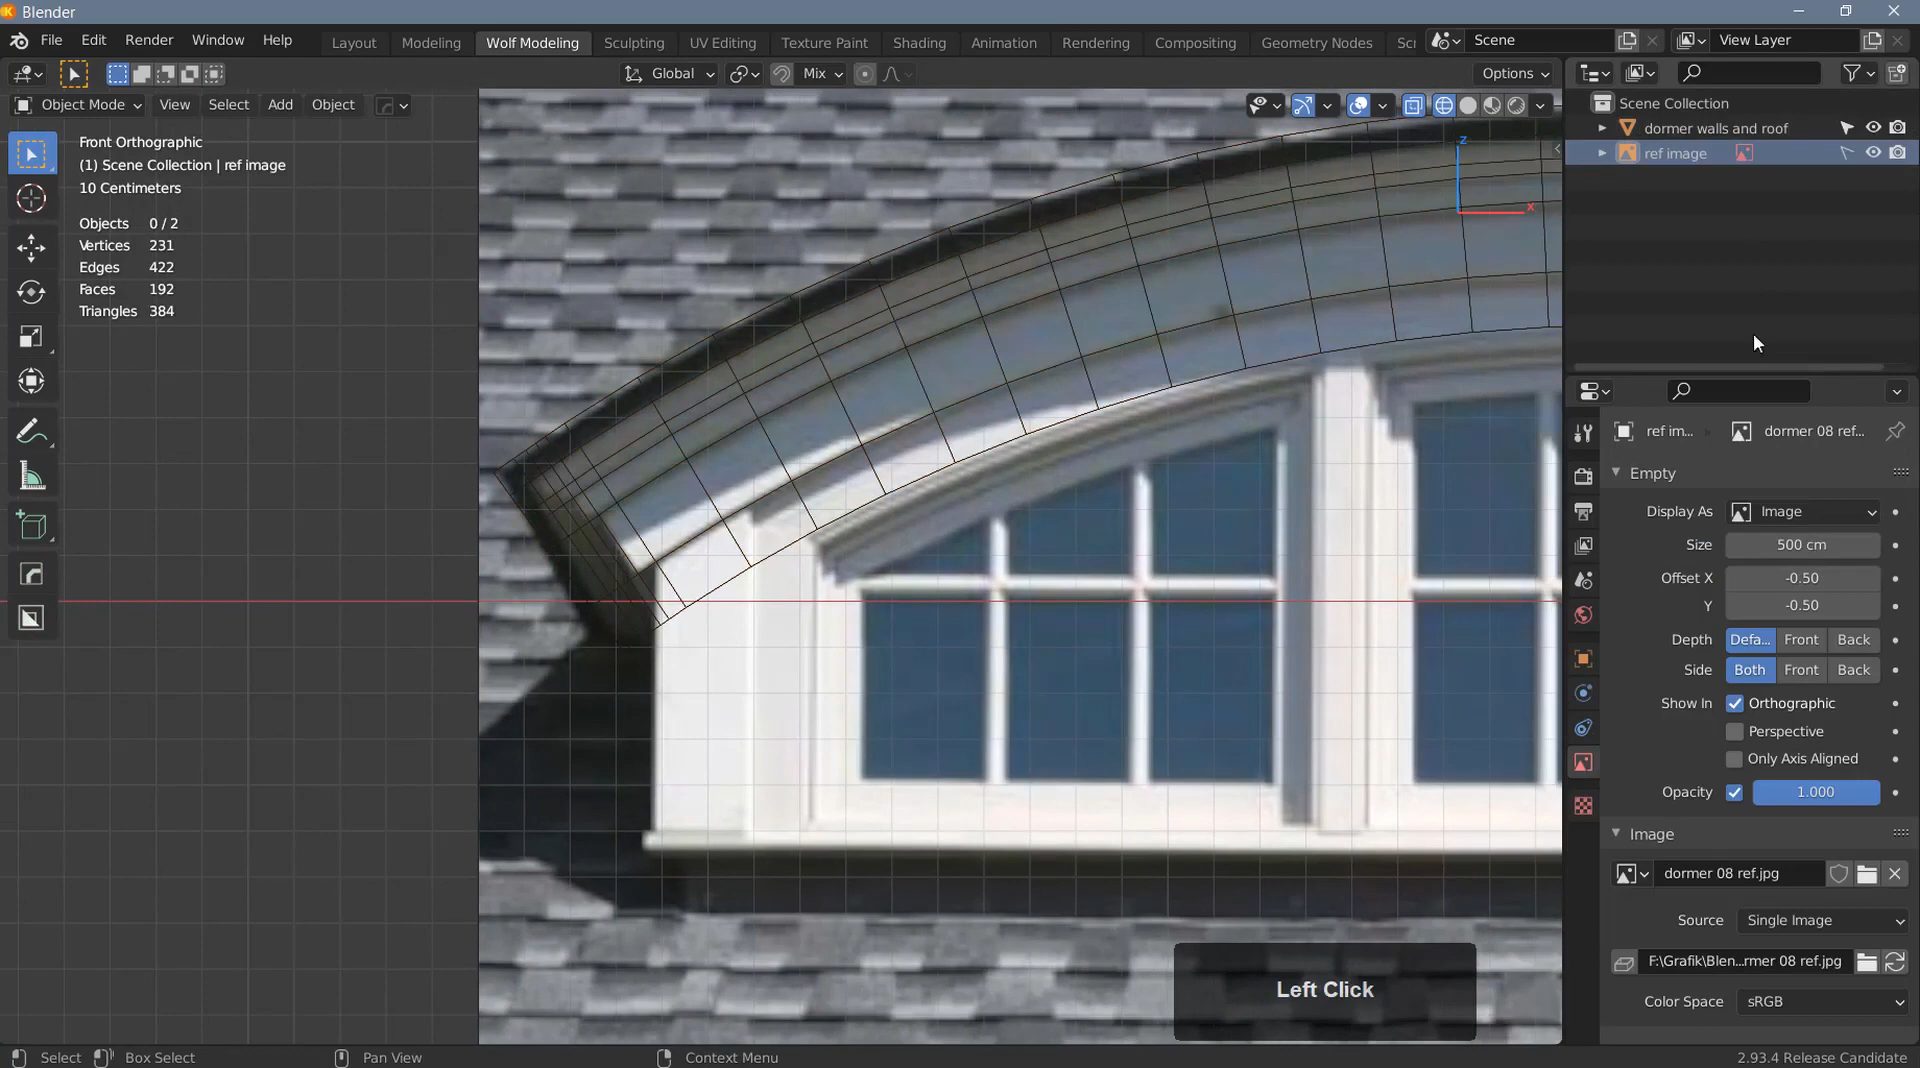 Blender
File Edit Render Window Help Layout Modeling Wolf Modeling Sculpting UV Editing Texture Paint Shading Animation Rendering Compositing Geometry Nodes Sc Scene View Layer
Global Mix Options
Object Mode View Select Add Object
Scene Collection
dormer walls and roof
ref image
Front Orthographic
(1) Scene Collection | ref image
10 Centimeters
Objects 0 / 2
Vertices 231
Edges 422
Faces 192
Triangles 384
z
x
ref im... dormer 08 ref...
Empty
Display As Image
Size 500 cm
Offset X -0.50
Y -0.50
Depth Defa... Front Back
Side Both Front Back
Show In Orthographic
Perspective
Only Axis Aligned
Opacity 1.000
Image
dormer 08 ref.jpg
Source Single Image
F:\Grafik\Blen...rmer 08 ref.jpg
Color Space sRGB
Left Click
Select Box Select Pan View Context Menu 2.93.4 Release Candidate